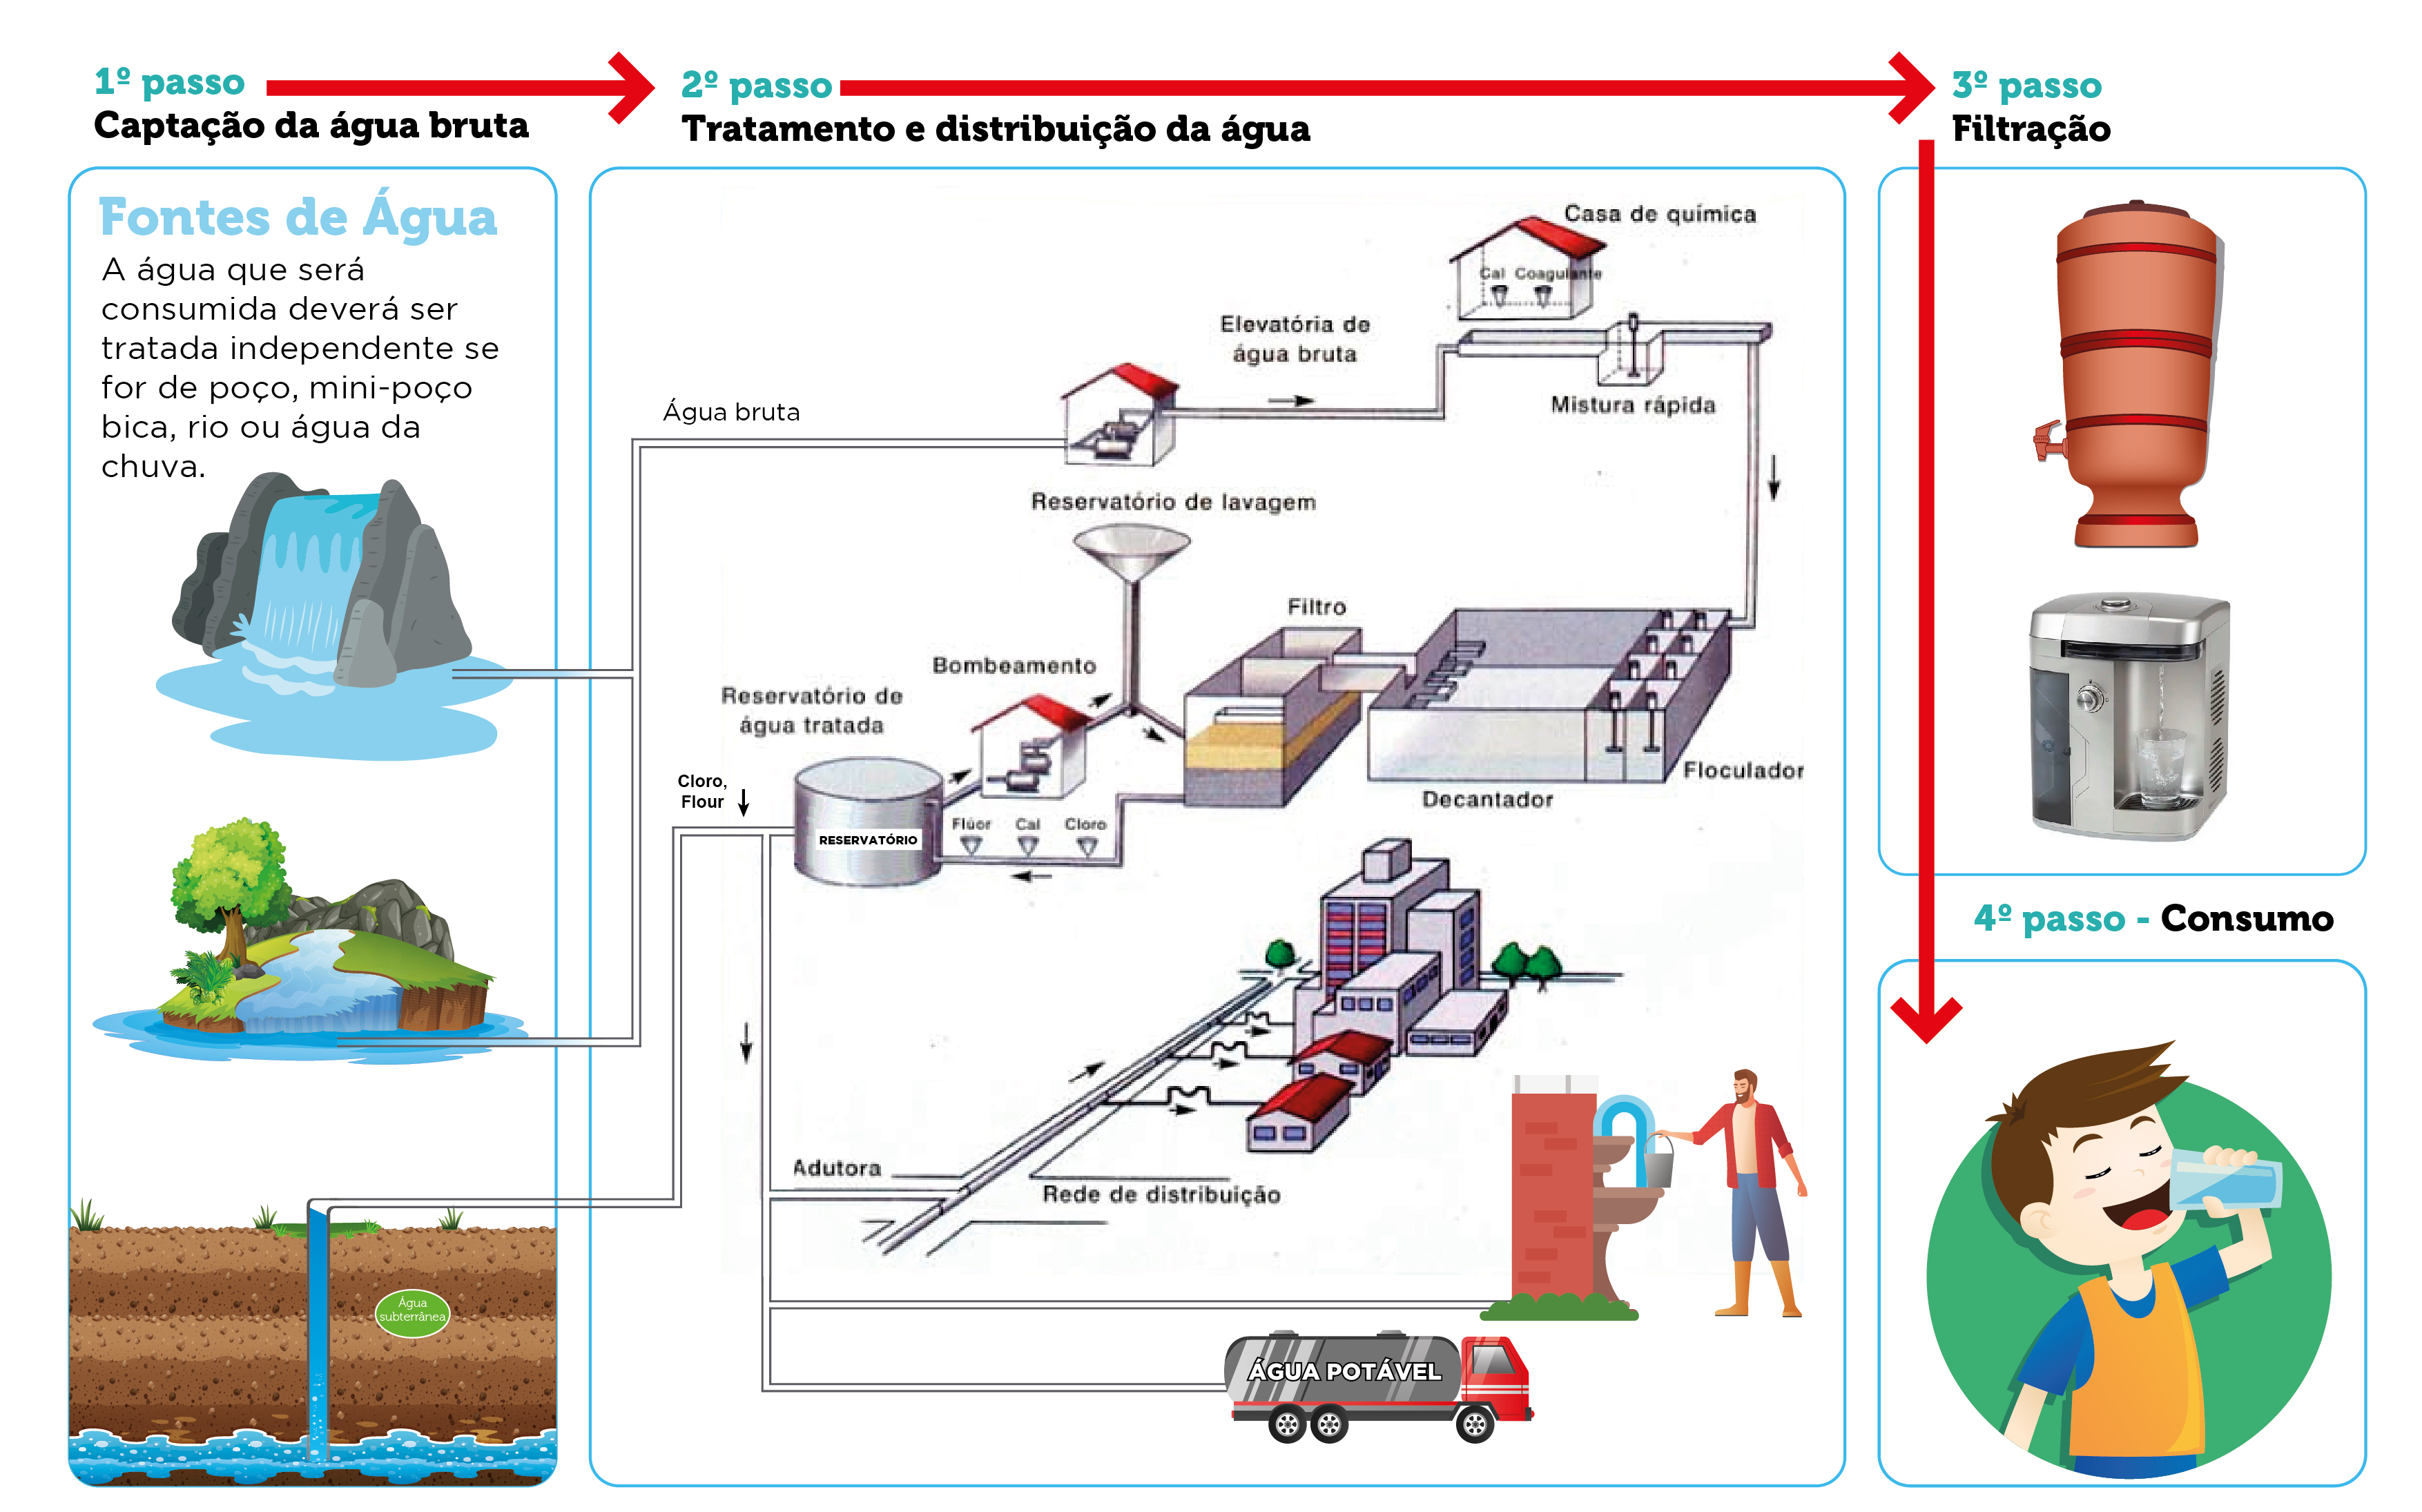 1º passo
Captação da água bruta
2º passo
Tratamento e distribuição da água
3º passo
Filtração
Fontes de Água
A água que será
consumida deverá ser
tratada independente se
for de poço, mini-poço
bica, rio ou água da
chuva.
Água
subterrânea
Água bruta
Elevatória de
água bruta
Casa de química
Cal Coagulante
Mistura rápida
Reservatório de lavagem
Filtro
Bombeamento
Reservatório de
água tratada
Cloro,
Flour
RESERVATÓRIO
Flúor Cal Cloro
Decantador
Floculador
Adutora
Rede de distribuição
ÁGUA POTÁVEL
4º passo - Consumo